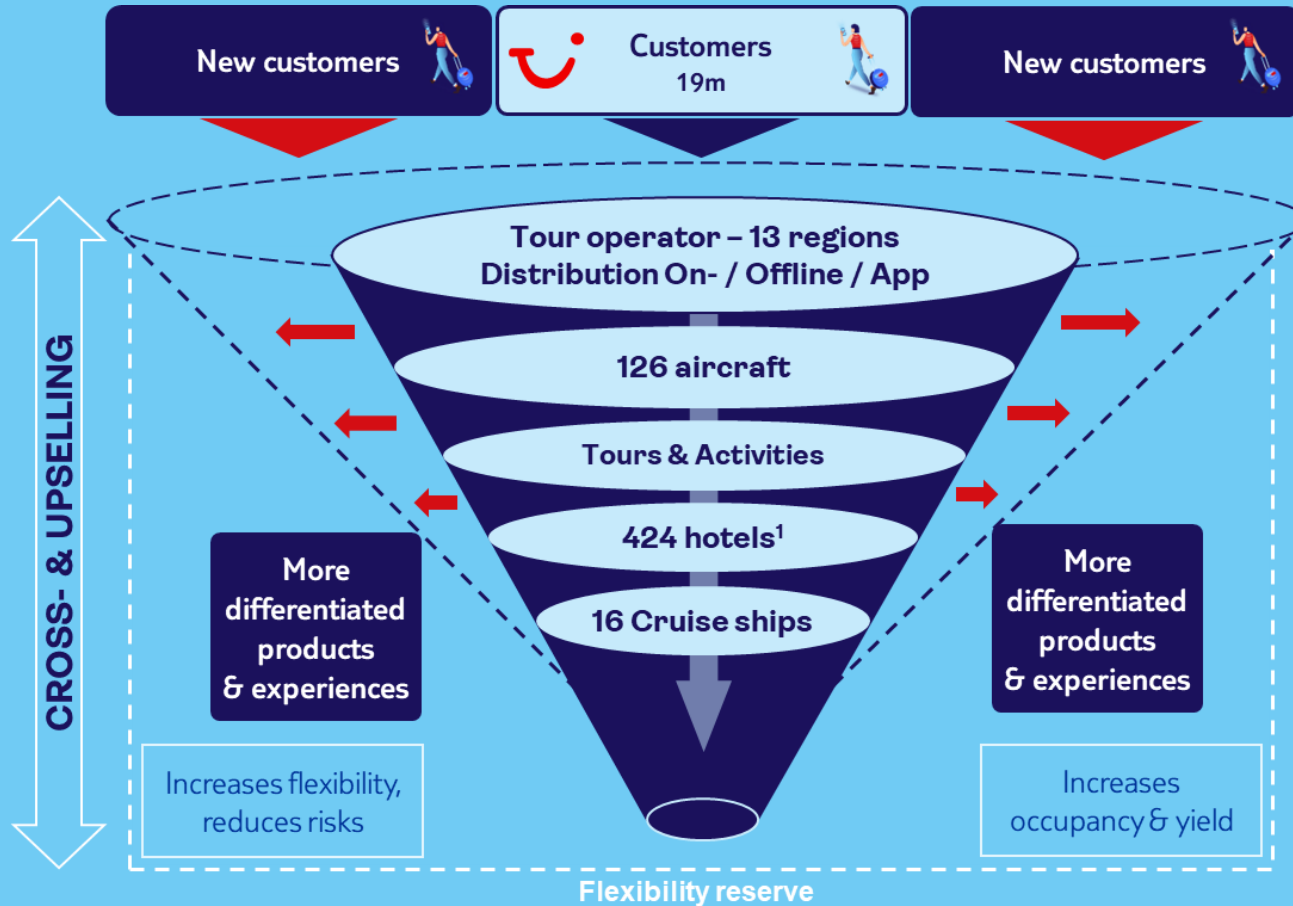 New customers
Customers
19m
New customers
Tour operator – 13 regions
Distribution On- / Offline / App
126 aircraft
Tours & Activities
424 hotels¹
16 Cruise ships
CROSS- & UPSELLING
More
differentiated
products
& experiences
More
differentiated
products
& experiences
Increases flexibility,
reduces risks
Increases
occupancy & yield
Flexibility reserve